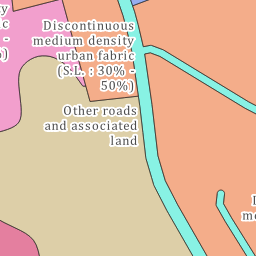 Discontinuous
medium density
urban fabric
(S.L. : 30% -
50%)
Other roads
and associated
land